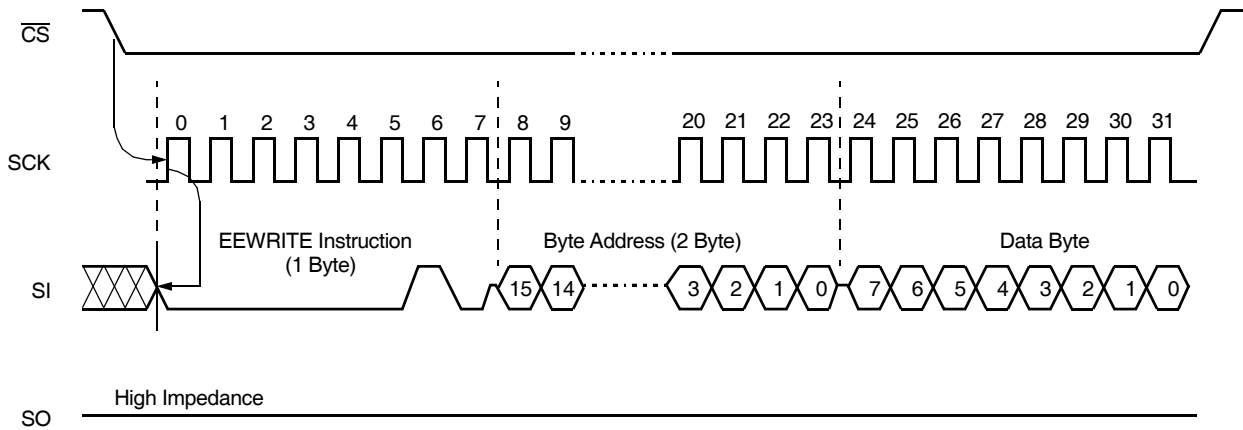 CS
0 1 2 3 4 5 6 7 8 9 20 21 22 23 24 25 26 27 28 29 30 31
SCK
EEWRITE Instruction
(1 Byte)
Byte Address (2 Byte)
Data Byte
SI
15 14 3 2 1 0 7 6 5 4 3 2 1 0
High Impedance
SO